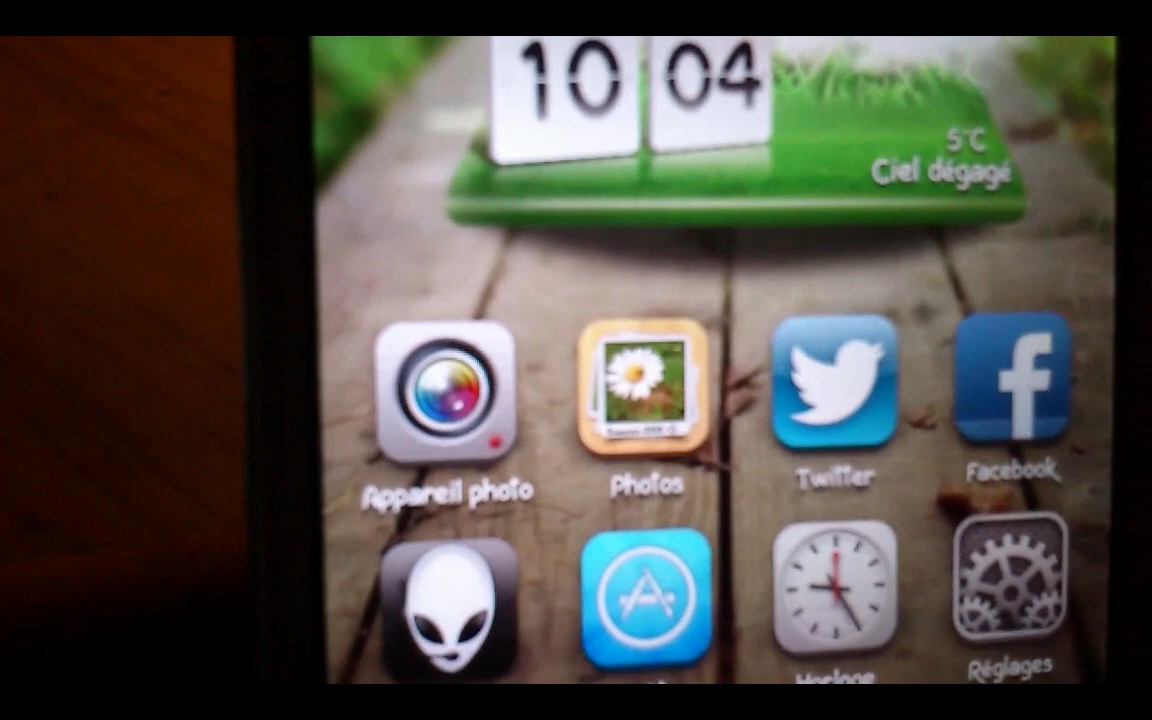 10 04
5°C
Ciel dégagé
Appareil photo
Photos
Twitter
Facebook
Horloge
Réglages